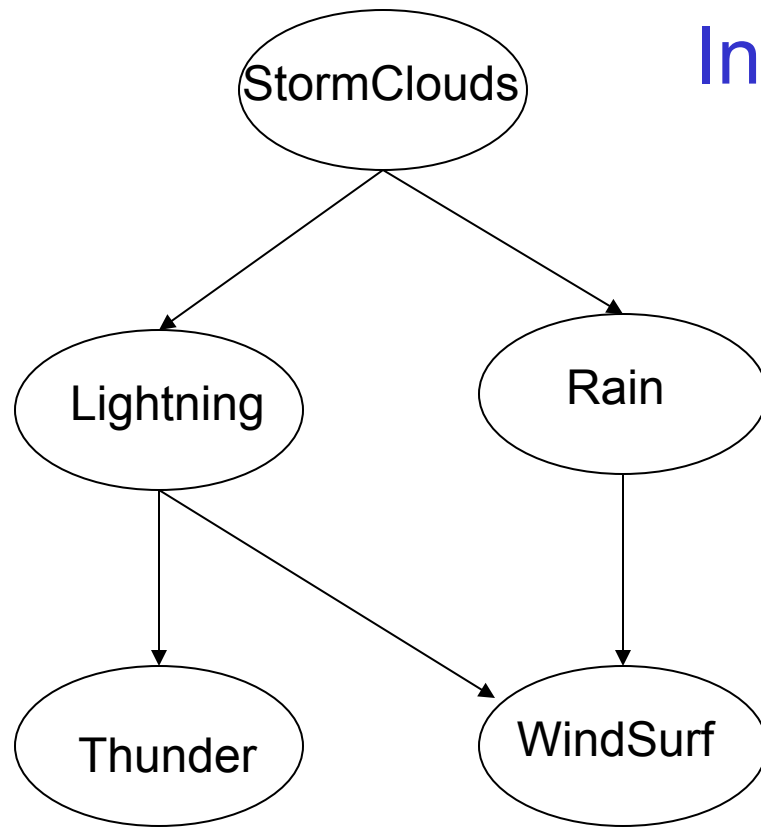 In
StormClouds
Lightning
Rain
Thunder
WindSurf